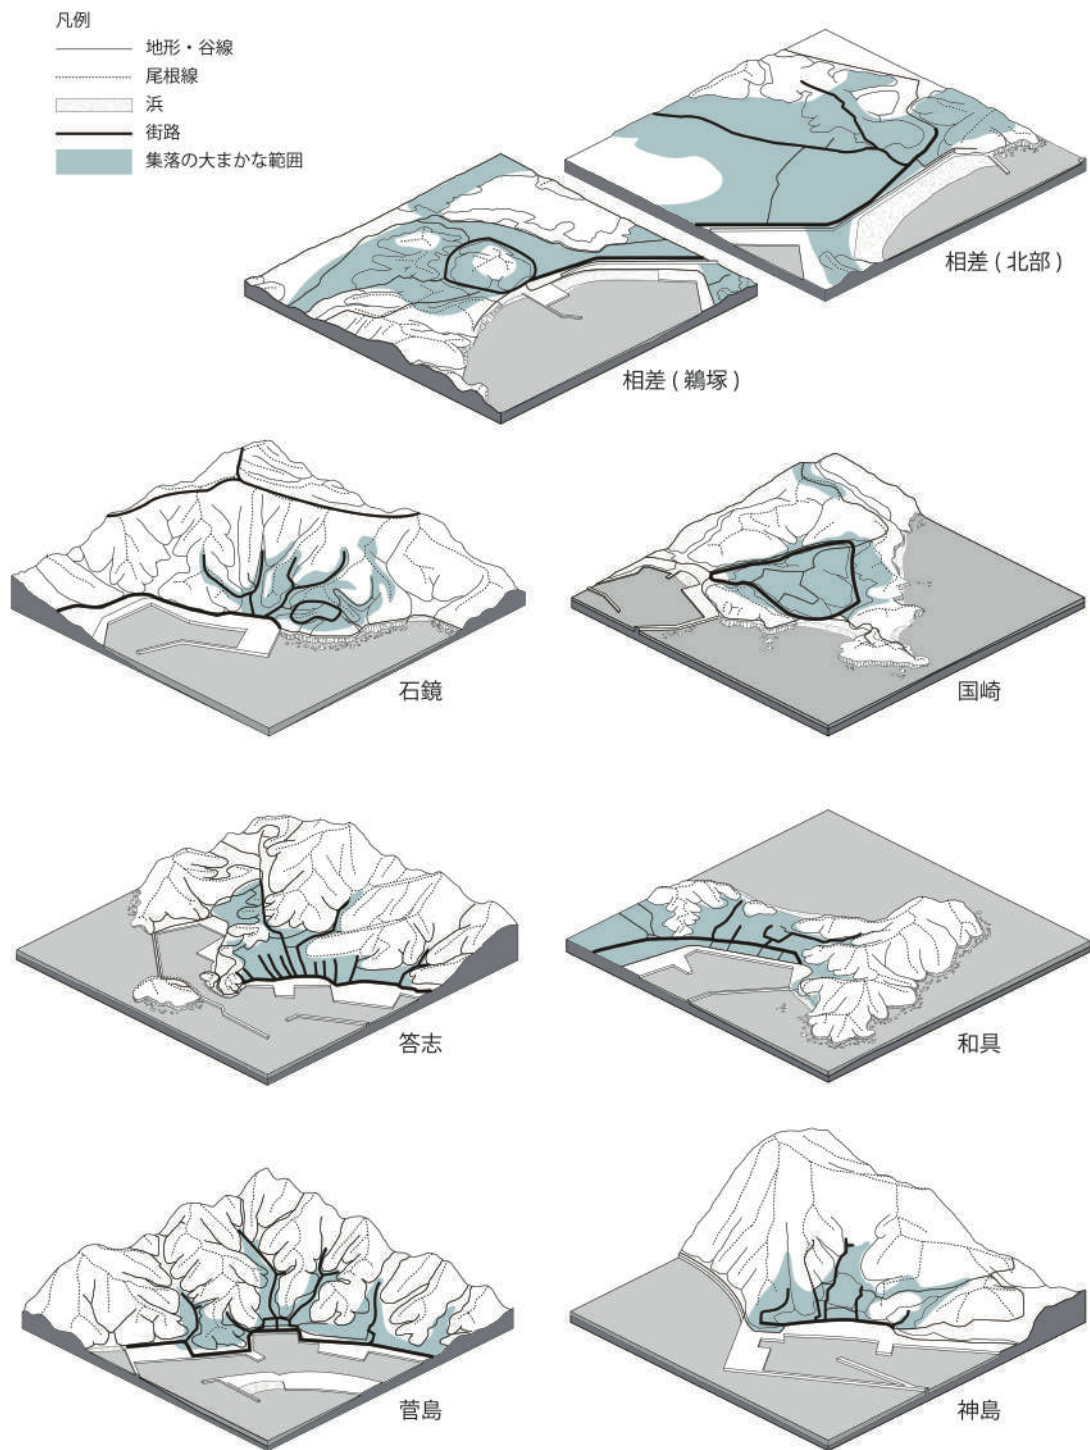 凡例
地形・谷線
尾根線
浜
街路
集落の大まかな範囲
相差 ( 北部 )
相差 ( 鵜塚 )
石鏡
国崎
答志
和具
菅島
神島